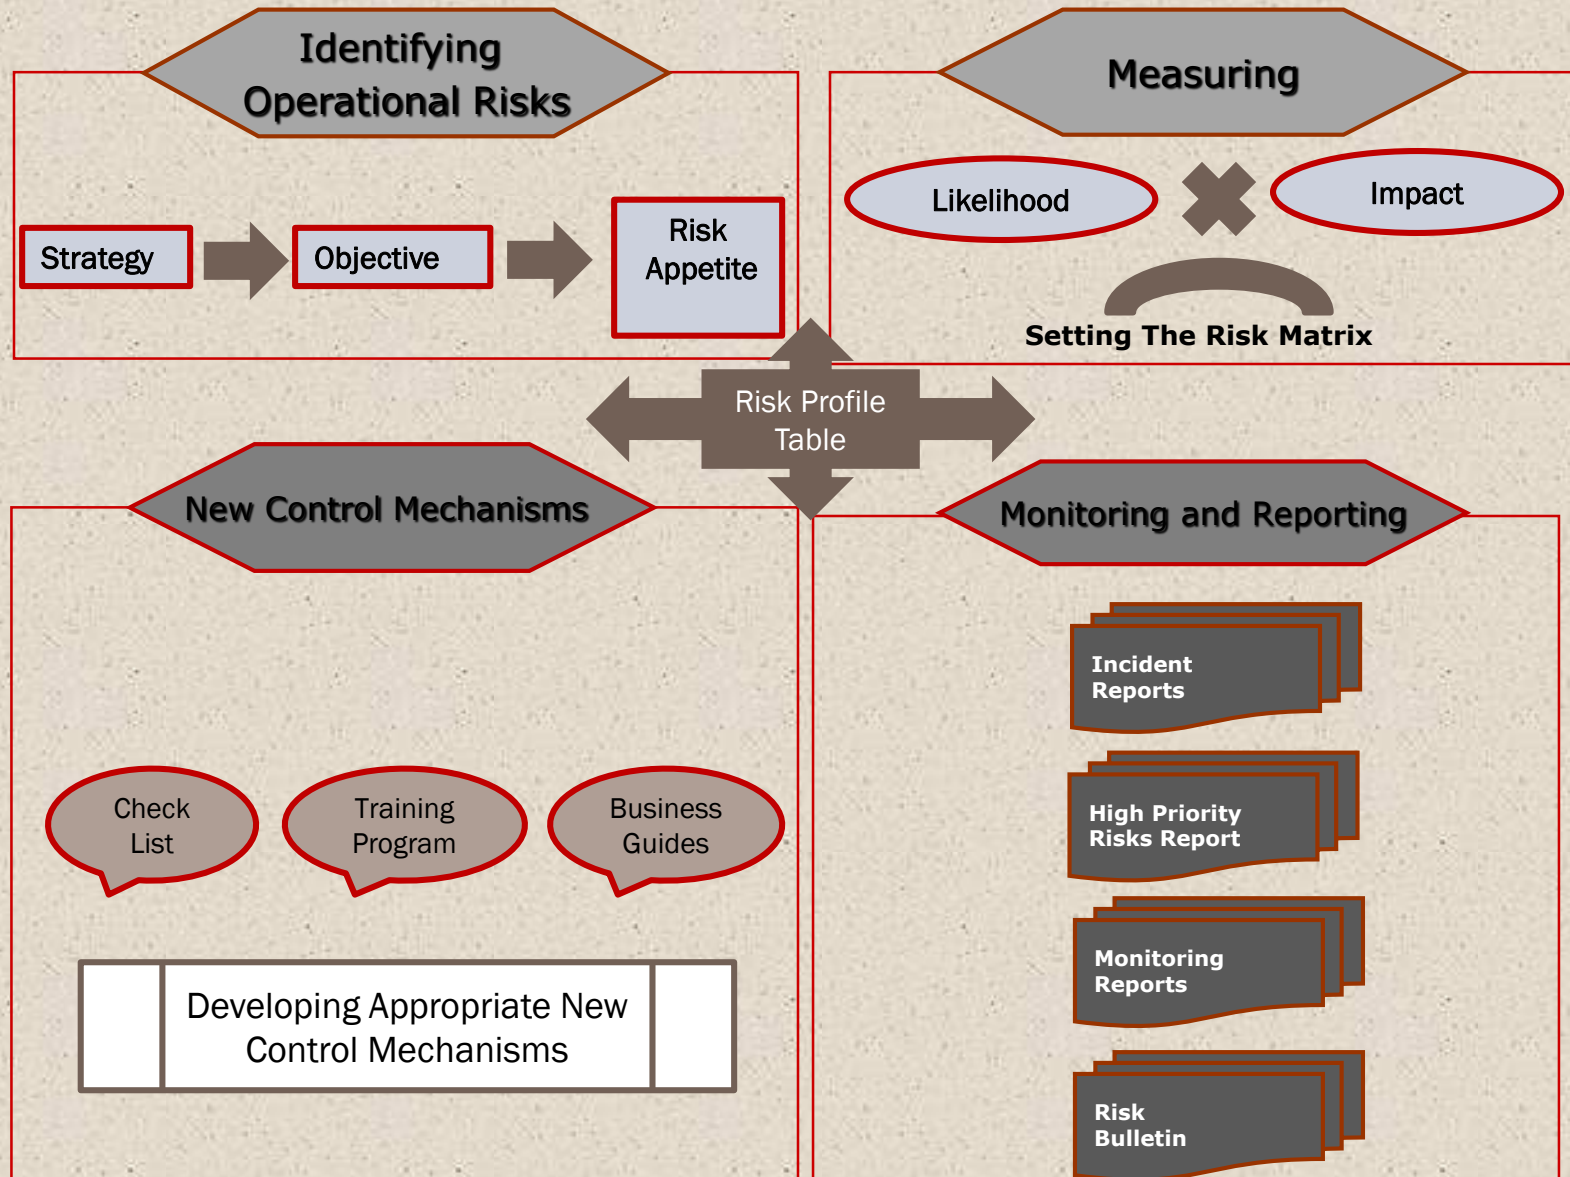 Identifying
Operational Risks
Strategy
Objective
Risk
Appetite
Measuring
Likelihood
Impact
Setting The Risk Matrix
Risk Profile
Table
New Control Mechanisms
Check
List
Training
Program
Business
Guides
Developing Appropriate New
Control Mechanisms
Monitoring and Reporting
Incident
Reports
High Priority
Risks Report
Monitoring
Reports
Risk
Bulletin